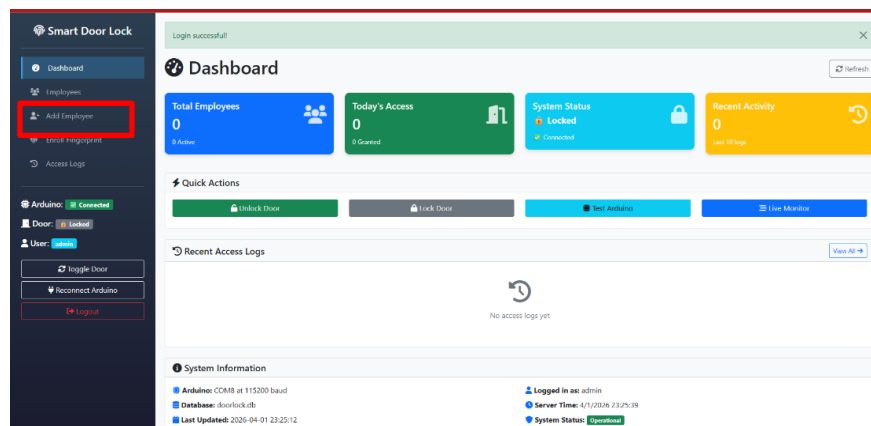 Smart Door Lock
Dashboard
Employees
Add Employee
Enroll Fingerprint
Access Logs
Arduino: Connected
Door: Locked
User: admin
Toggle Door
Reconnect Arduino
Logout
Login successful!
Dashboard
Refresh
Total Employees
0
0 Active
Today's Access
0
0 Granted
System Status
Locked
Connected
Recent Activity
0
Last 10 logs
Quick Actions
Unlock Door
Lock Door
Test Arduino
Live Monitor
Recent Access Logs
View All →
No access logs yet
System Information
Arduino: COM8 at 115200 baud
Database: doorlock.db
Last Updated: 2026-04-01 23:25:12
Logged in as: admin
Server Time: 4/1/2026 23:25:39
System Status: Operational